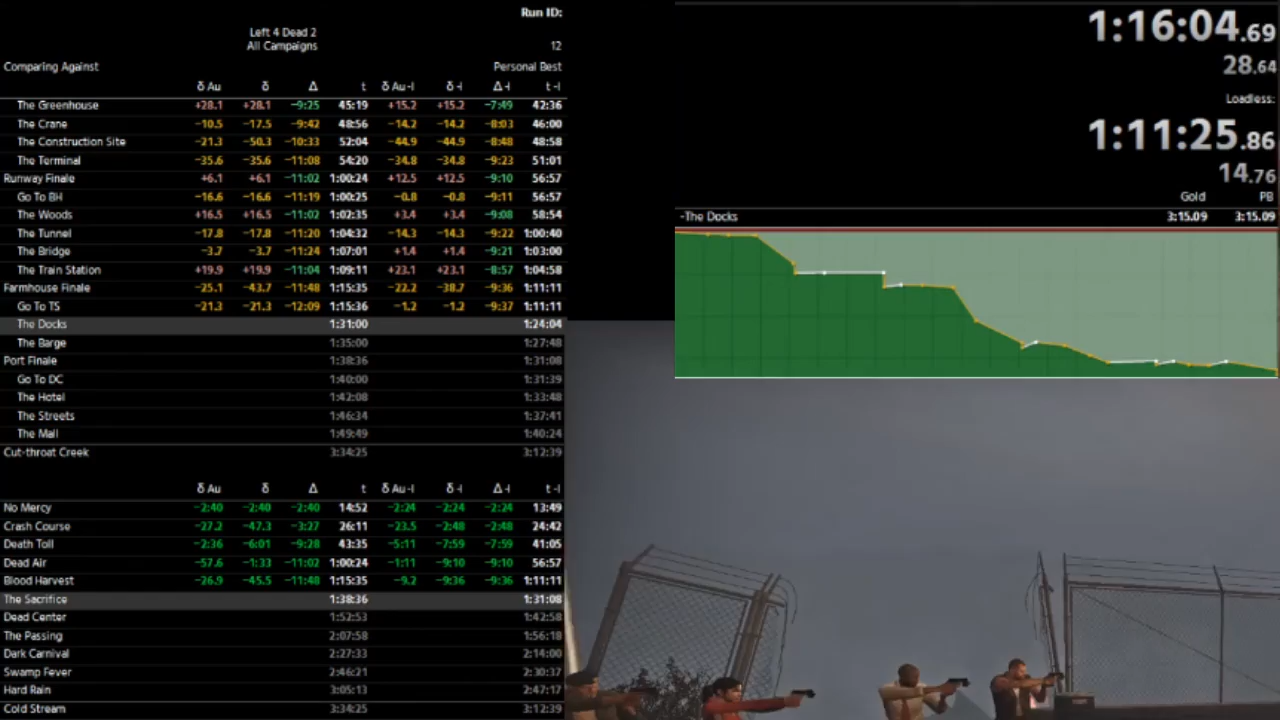 Run ID:
Left 4 Dead 2
All Campaigns 12
Comparing Against Personal Best
δ Au δ Δ t δ Au-I δ -I Δ-I t -I
The Greenhouse +28.1 +28.1 −9:25 45:19 +15.2 +15.2 −7:49 42:36
The Crane −10.5 −17.5 −9:42 48:56 −14.2 −14.2 −8:03 46:00
The Construction Site −21.3 −50.3 −10:33 52:04 −44.9 −44.9 −8:48 48:58
The Terminal −35.6 −35.6 −11:08 54:20 −34.8 −34.8 −9:23 51:01
Runway Finale +6.1 +6.1 −11:02 1:00:24 +12.5 +12.5 −9:10 56:57
Go To BH −16.6 −16.6 −11:19 1:00:25 −0.8 −0.8 −9:11 56:57
The Woods +16.5 +16.5 −11:02 1:02:35 +3.4 +3.4 −9:08 58:54
The Tunnel −17.8 −17.8 −11:20 1:04:32 −14.3 −14.3 −9:22 1:00:40
The Bridge −3.7 −3.7 −11:24 1:07:01 +1.4 +1.4 −9:21 1:03:00
The Train Station +19.9 +19.9 −11:04 1:09:11 +23.1 +23.1 −8:57 1:04:58
Farmhouse Finale −25.1 −43.7 −11:48 1:15:35 −22.2 −38.7 −9:36 1:11:11
Go To TS −21.3 −21.3 −12:09 1:15:36 −1.2 −1.2 −9:37 1:11:11
The Docks 1:31:00 1:24:04
The Barge 1:35:00 1:27:48
Port Finale 1:38:36 1:31:08
Go To DC 1:40:00 1:31:39
The Hotel 1:42:08 1:33:48
The Streets 1:46:34 1:37:41
The Mall 1:49:49 1:40:24
Cut-throat Creek 3:34:25 3:12:39
δ Au δ Δ t δ Au-I δ -I Δ-I t -I
No Mercy −2:40 −2:40 −2:40 14:52 −2:24 −2:24 −2:24 13:49
Crash Course −27.2 −47.3 −3:27 26:11 −23.5 −2:48 −2:48 24:42
Death Toll −2:36 −6:01 −9:28 43:35 −5:11 −7:59 −7:59 41:05
Dead Air −57.6 −1:33 −11:02 1:00:24 −1:11 −9:10 −9:10 56:57
Blood Harvest −26.9 −45.5 −11:48 1:15:35 −9.2 −9:36 −9:36 1:11:11
The Sacrifice 1:38:36 1:31:08
Dead Center 1:52:53 1:42:58
The Passing 2:07:58 1:56:18
Dark Carnival 2:27:33 2:14:00
Swamp Fever 2:46:21 2:30:37
Hard Rain 3:05:13 2:47:17
Cold Stream 3:34:25 3:12:39
1:16:04.69
28.64
Loadless:
1:11:25.86
14.76
Gold PB
-The Docks 3:15.09 3:15.09